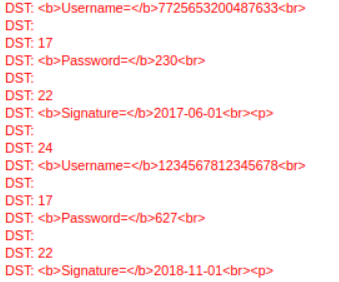 DST: <b>Username=</b>7725653200487633<br>
DST:
DST: 17
DST: <b>Password=</b>230<br>
DST:
DST: 22
DST: <b>Signature=</b>2017-06-01<br><p>
DST:
DST: 24
DST: <b>Username=</b>1234567812345678<br>
DST:
DST: 17
DST: <b>Password=</b>627<br>
DST:
DST: 22
DST: <b>Signature=</b>2018-11-01<br><p>